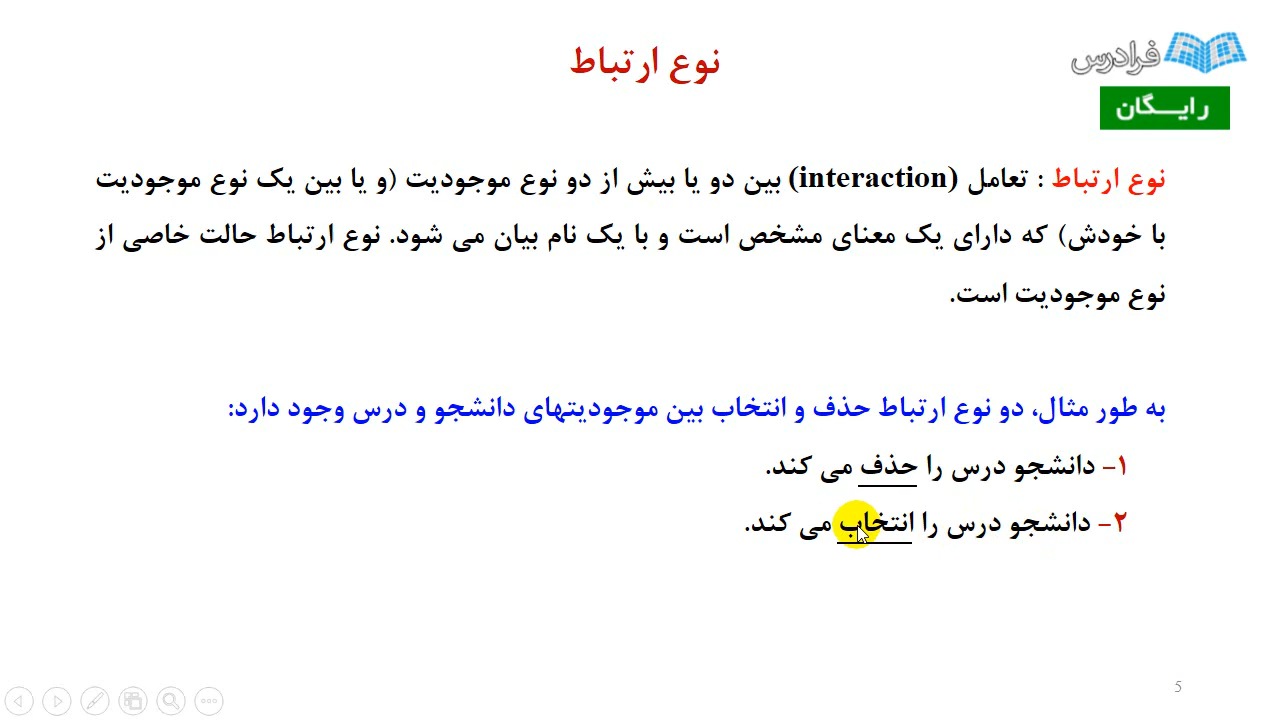 نوع ارتباط
فرادرس
رایگان
نوع ارتباط : تعامل (interaction) بین دو یا بیش از دو نوع موجودیت (و یا بین یک نوع موجودیت
با خودش) که دارای یک معنای مشخص است و با یک نام بیان می شود. نوع ارتباط حالت خاصی از
نوع موجودیت است.
به طور مثال، دو نوع ارتباط حذف و انتخاب بین موجودیتهای دانشجو و درس وجود دارد:
۱- دانشجو درس را حذف می کند.
۲- دانشجو درس را انتخاب می کند.
5